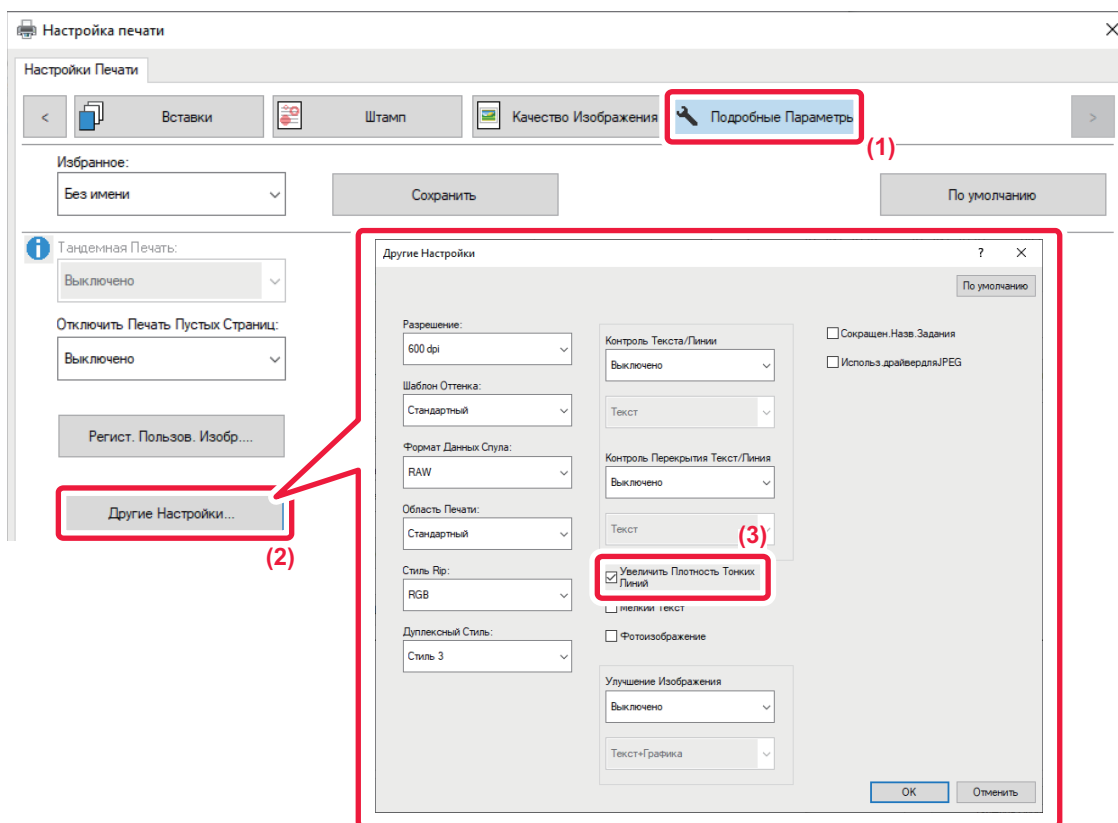 Настройка печати
Настройки Печати
<
Вставки
Штамп
Качество Изображения
Подробные Параметры
>
(1)
Избранное:
Без имени
Сохранить
По умолчанию
Тандемная Печать:
Выключено
Отключить Печать Пустых Страниц:
Выключено
Регист. Пользов. Изобр....
Другие Настройки...
(2)
Другие Настройки
?
По умолчанию
Разрешение:
600 dpi
Шаблон Оттенка:
Стандартный
Формат Данных Спула:
RAW
Область Печати:
Стандартный
Стиль Rip:
RGB
Дуплексный Стиль:
Стиль 3
Контроль Текста/Линии
Выключено
Текст
Контроль Перекрытия Текст/Линия
Выключено
Текст
(3)
Увеличить Плотность Тонких
Линий
Мелкий Текст
Фотоизображение
Улучшение Изображения
Выключено
Текст+Графика
Сокращен.Назв.Задания
Использ.драйвердляJPEG
OK
Отменить